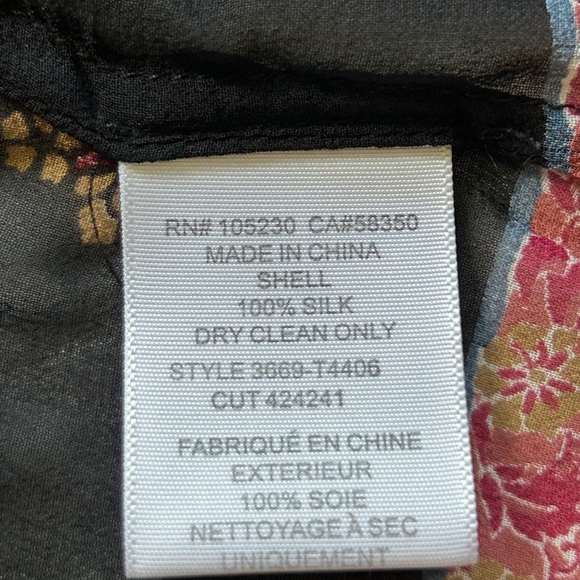 RN# 105230 CA#58350
MADE IN CHINA
SHELL
100% SILK
DRY CLEAN ONLY
STYLE 3669-T4406
CUT 424241
FABRIQUÉ EN CHINE
EXTERIEUR
100% SOIE
NETTOYAGE À SEC
UNIQUEMENT